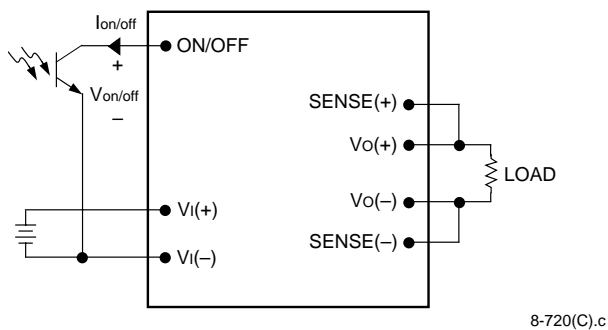 Ion/off
ON/OFF
+
Von/off
–
SENSE(+)
VO(+)
LOAD
VO(–)
SENSE(–)
VI(+)
VI(–)
8-720(C).c